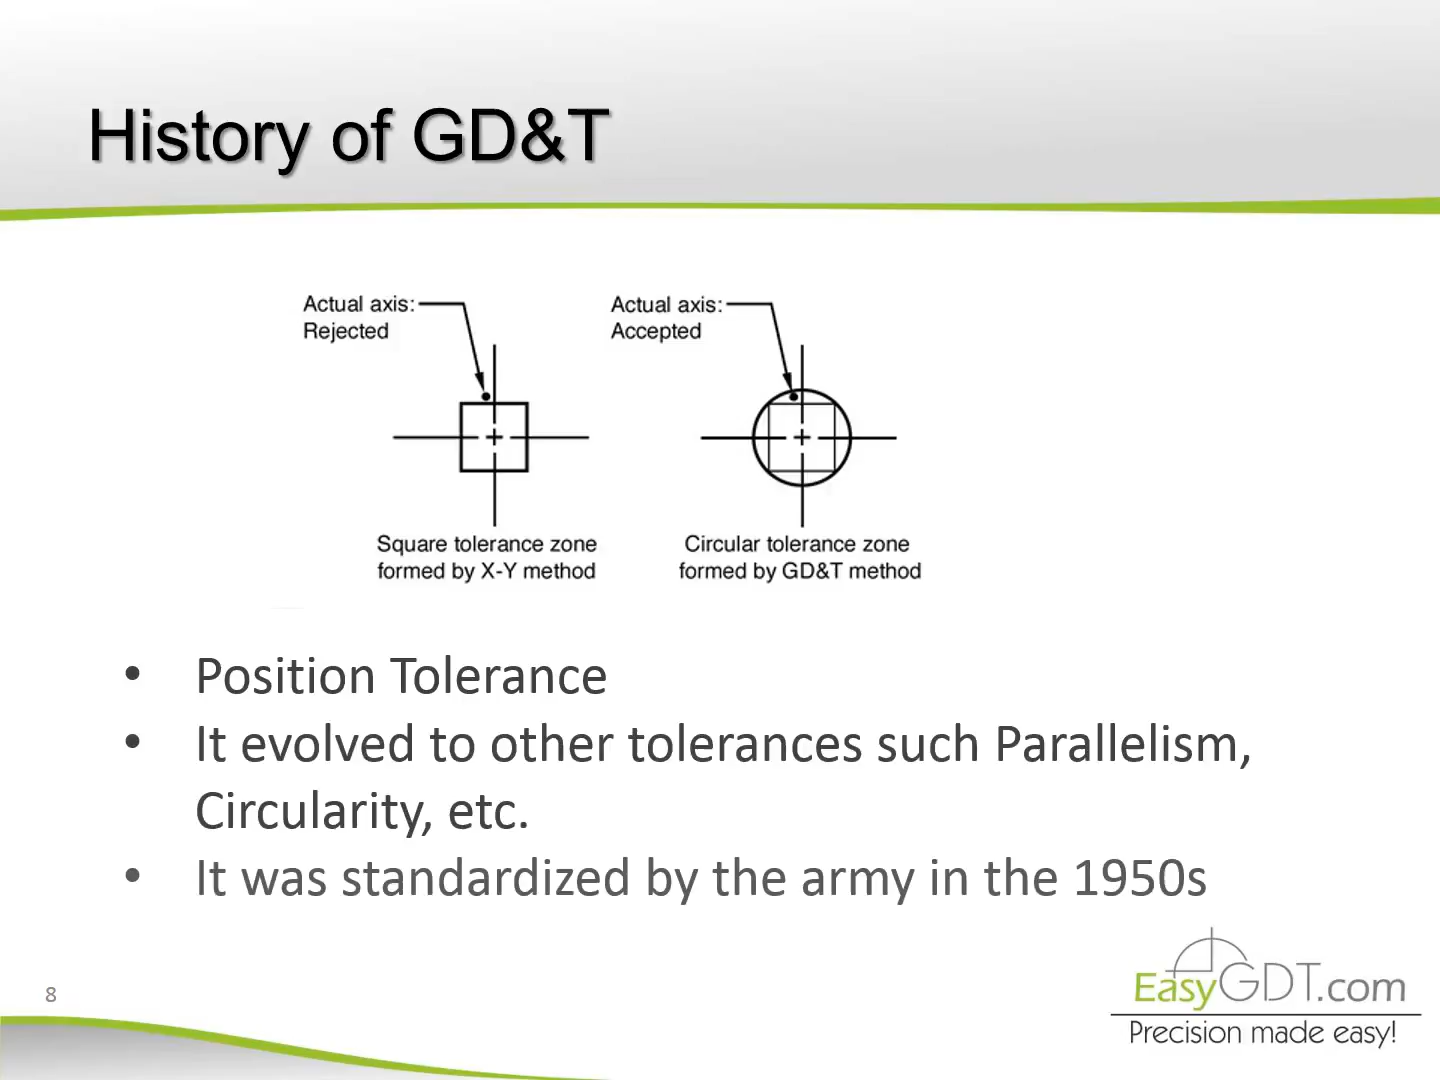 History of GD&T
Actual axis:
Rejected
Actual axis:
Accepted
Square tolerance zone
formed by X-Y method
Circular tolerance zone
formed by GD&T method
• Position Tolerance
• It evolved to other tolerances such Parallelism,
Circularity, etc.
• It was standardized by the army in the 1950s
8
EasyGDT.com
Precision made easy!